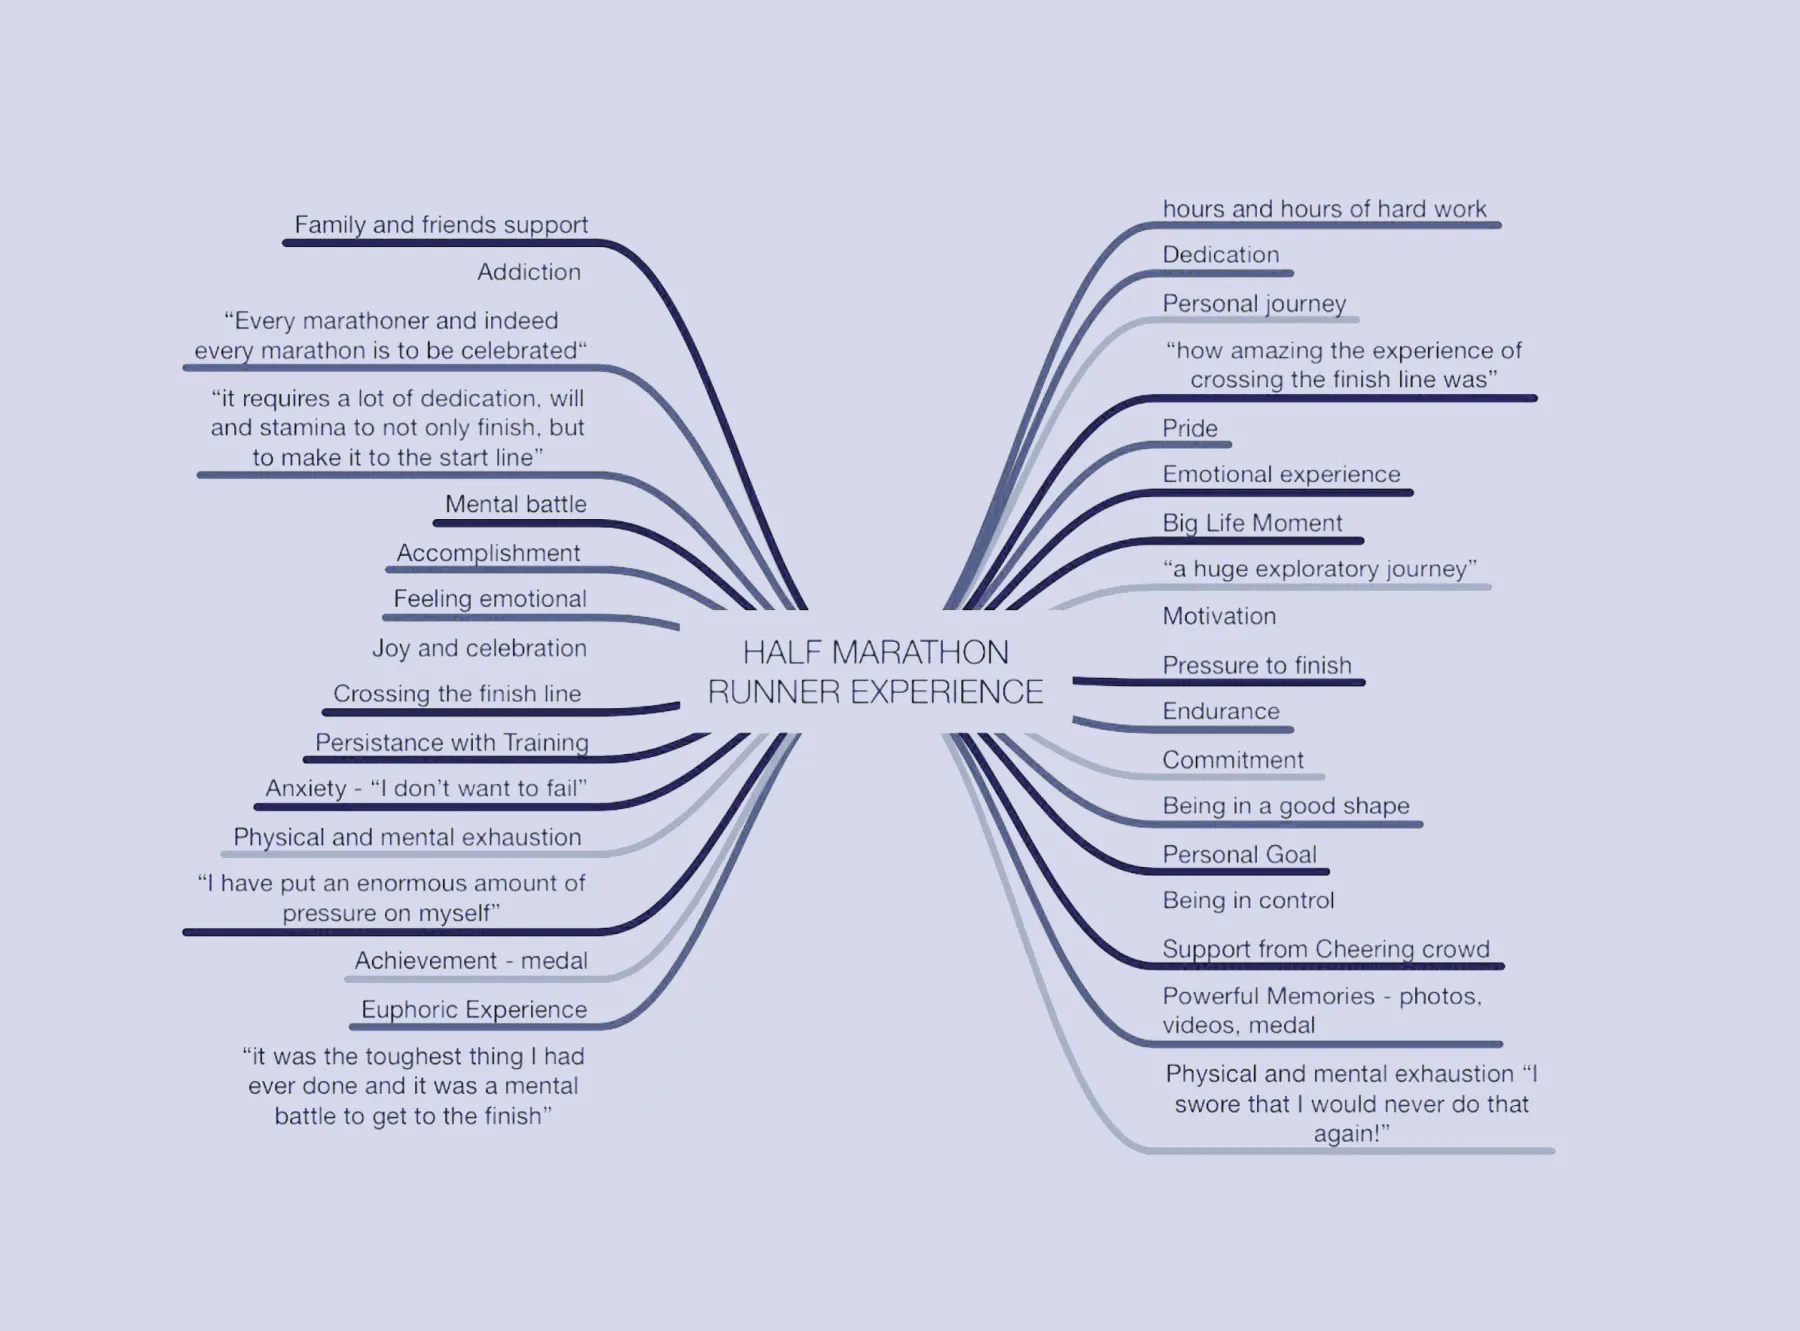 HALF MARATHON
RUNNER EXPERIENCE
Family and friends support
Addiction
“Every marathoner and indeed
every marathon is to be celebrated“
“it requires a lot of dedication, will
and stamina to not only finish, but
to make it to the start line”
Mental battle
Accomplishment
Feeling emotional
Joy and celebration
Crossing the finish line
Persistance with Training
Anxiety - “I don’t want to fail”
Physical and mental exhaustion
“I have put an enormous amount of
pressure on myself”
Achievement - medal
Euphoric Experience
“it was the toughest thing I had
ever done and it was a mental
battle to get to the finish”
hours and hours of hard work
Dedication
Personal journey
“how amazing the experience of
crossing the finish line was”
Pride
Emotional experience
Big Life Moment
“a huge exploratory journey”
Motivation
Pressure to finish
Endurance
Commitment
Being in a good shape
Personal Goal
Being in control
Support from Cheering crowd
Powerful Memories - photos,
videos, medal
Physical and mental exhaustion “I
swore that I would never do that
again!”